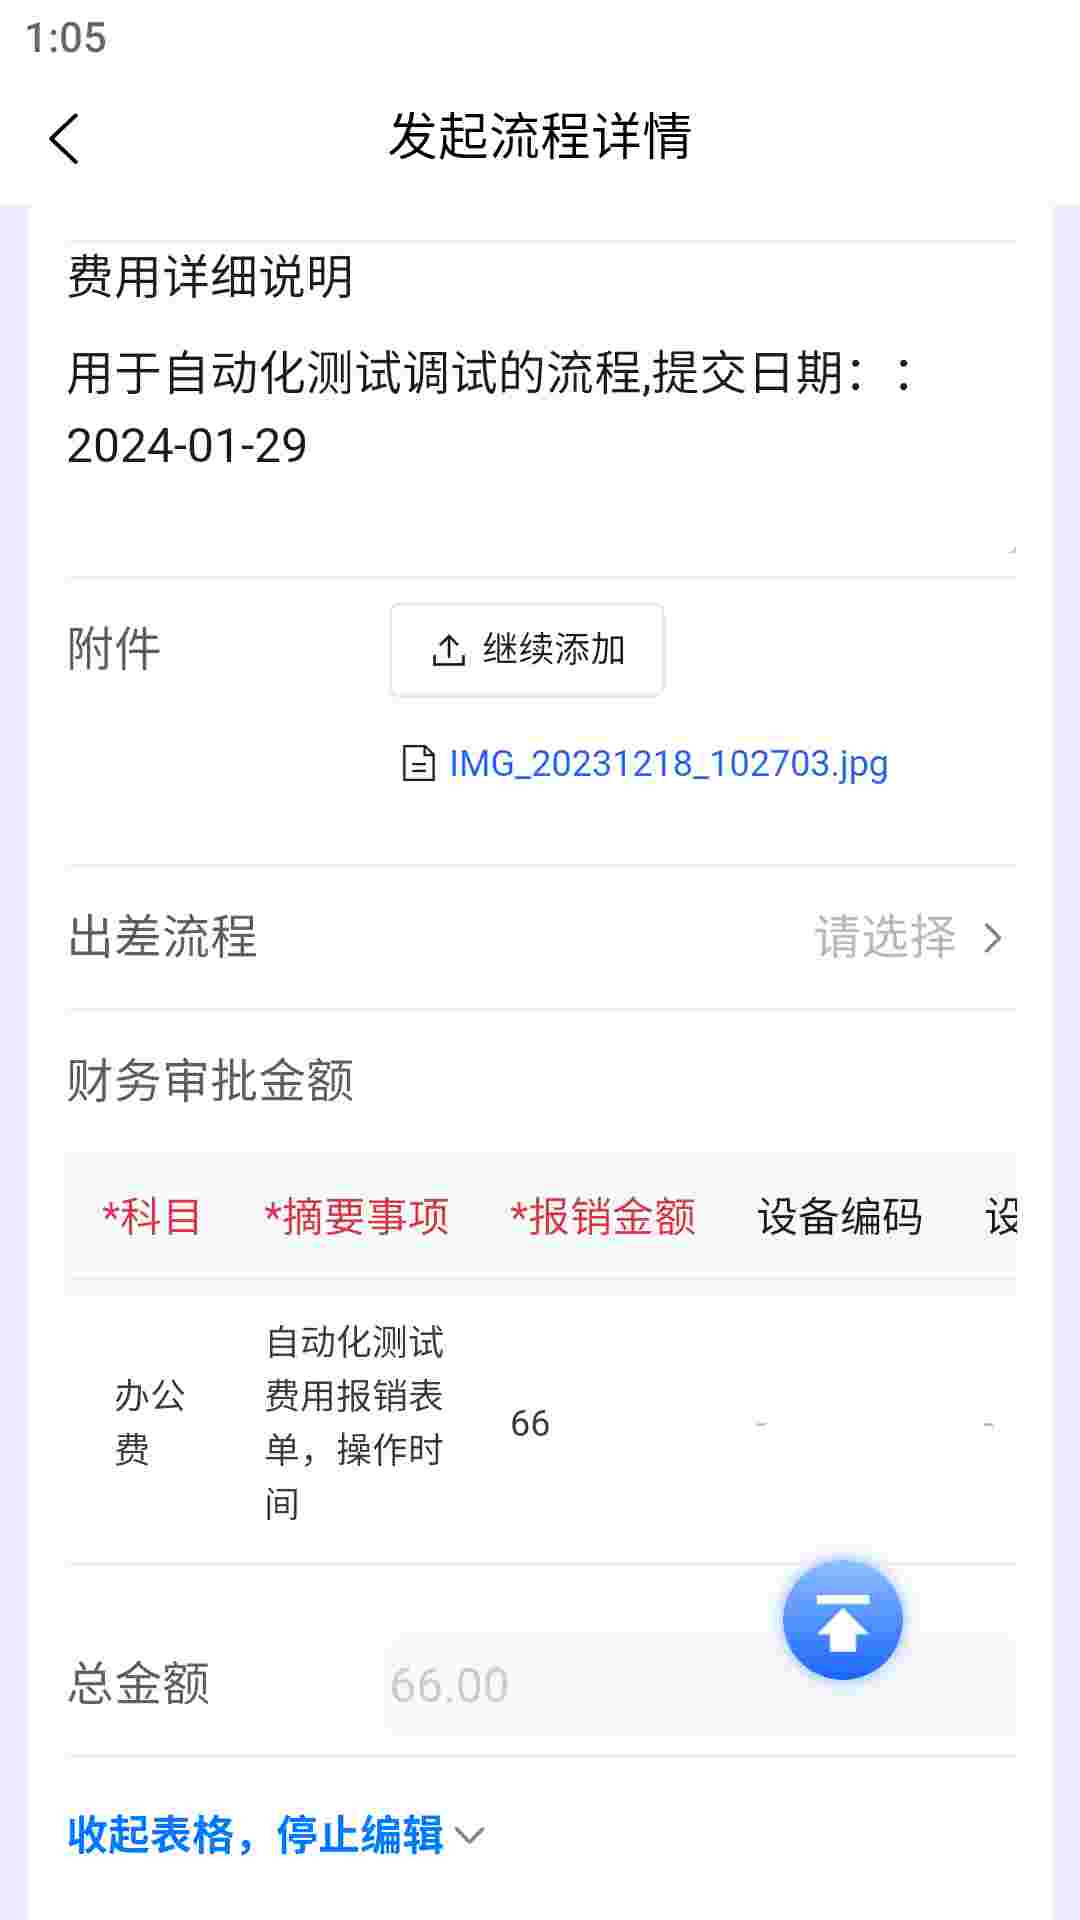 1:05
发起流程详情
费用详细说明
用于自动化测试调试的流程,提交日期：：
2024-01-29
附件
继续添加
IMG_20231218_102703.jpg
出差流程 请选择
财务审批金额
*科目 *摘要事项 *报销金额 设备编码 设
办公费 自动化测试 66 - -
费用报销表
单，操作时
间
总金额 66.00
收起表格，停止编辑